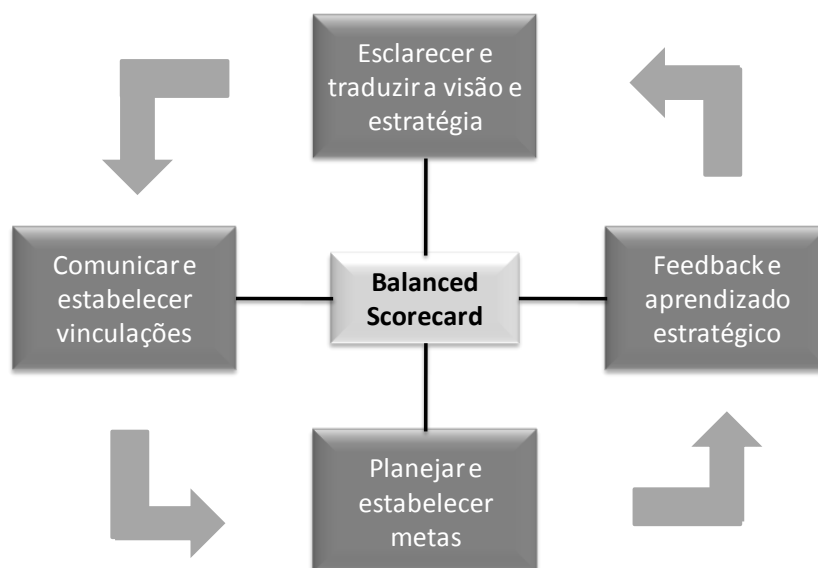 Esclarecer e
traduzir a visão e
estratégia
Comunicar e
estabelecer
vinculações
Balanced
Scorecard
Feedback e
aprendizado
estratégico
Planejar e
estabelecer
metas